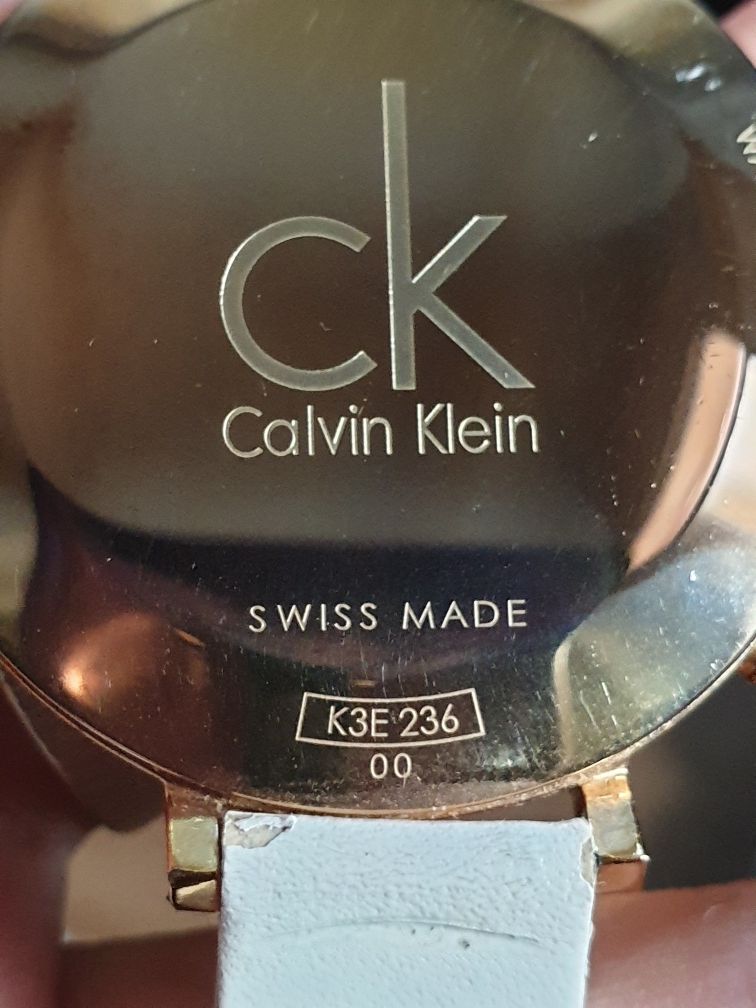 ck
Calvin Klein
SWISS MADE
K3E 236
00